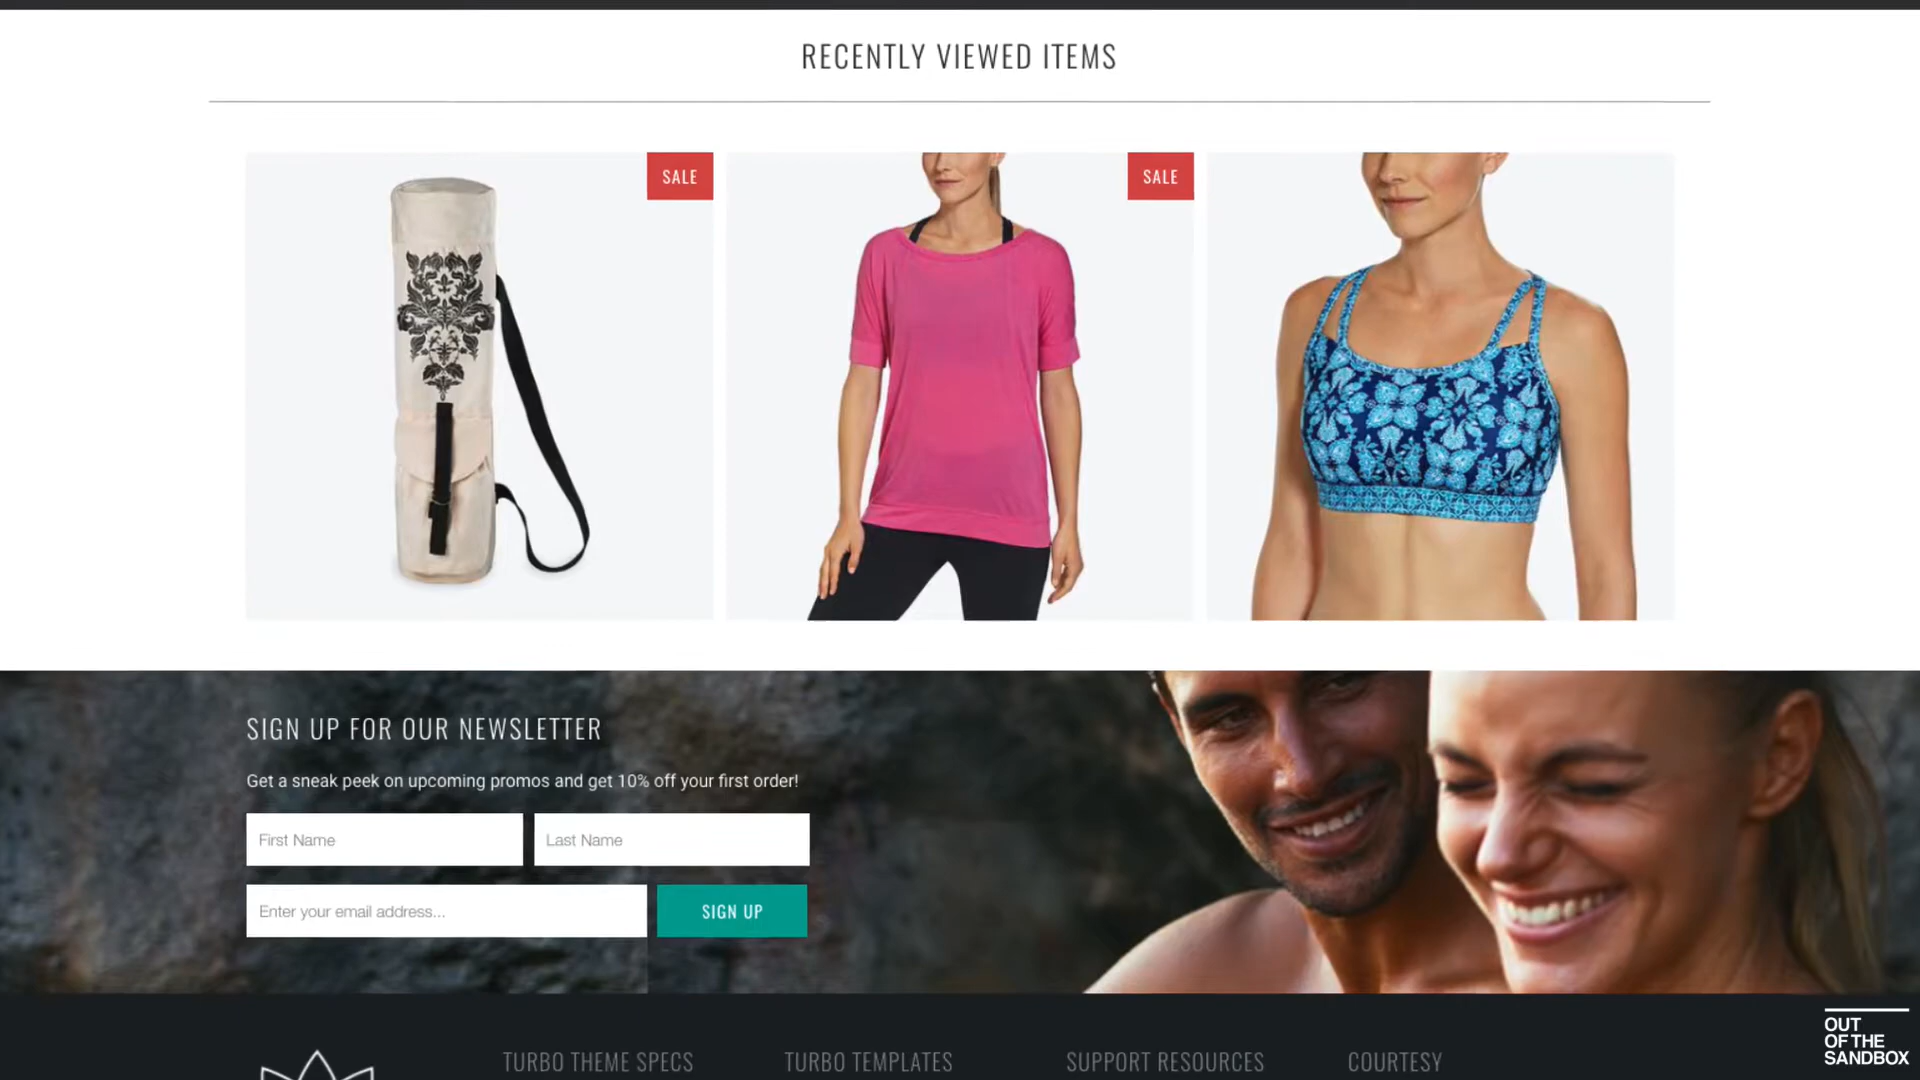 RECENTLY VIEWED ITEMS
SALE
SALE
SIGN UP FOR OUR NEWSLETTER
Get a sneak peek on upcoming promos and get 10% off your first order!
First Name
Last Name
Enter your email address...
SIGN UP
TURBO THEME SPECS
TURBO TEMPLATES
SUPPORT RESOURCES
COURTESY
OUT
OF THE
SANDBOX